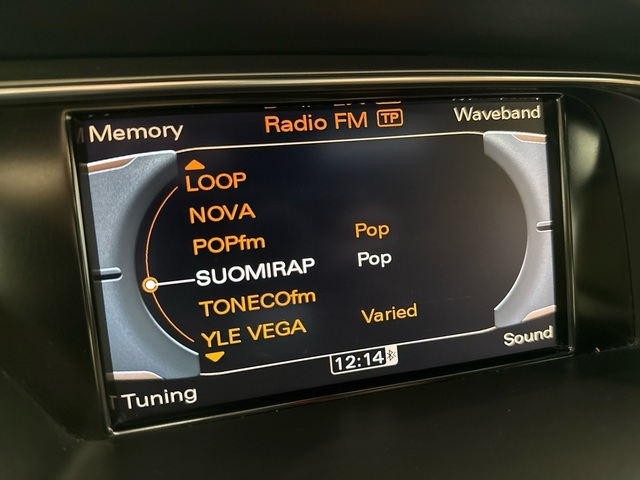 Memory
Radio FM TP
Waveband
LOOP
NOVA
POPfm Pop
SUOMIRAP Pop
TONECOfm
YLE VEGA Varied
12:14
Tuning
Sound